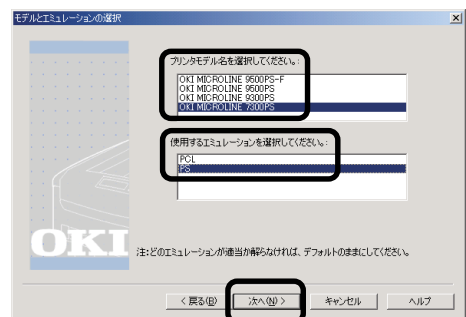 モデルとエミュレーションの選択
プリンタモデル名を選択してください。:
OKI MICROLINE 9500PS-F
OKI MICROLINE 9500PS
OKI MICROLINE 9300PS
OKI MICROLINE 7300PS
使用するエミュレーションを選択してください。:
PCL
PS
OKI
注:どのエミュレーションが適当か解らなければ、デフォルトのままにしてください。
< 戻る(B)
次へ(N) >
キャンセル
ヘルプ